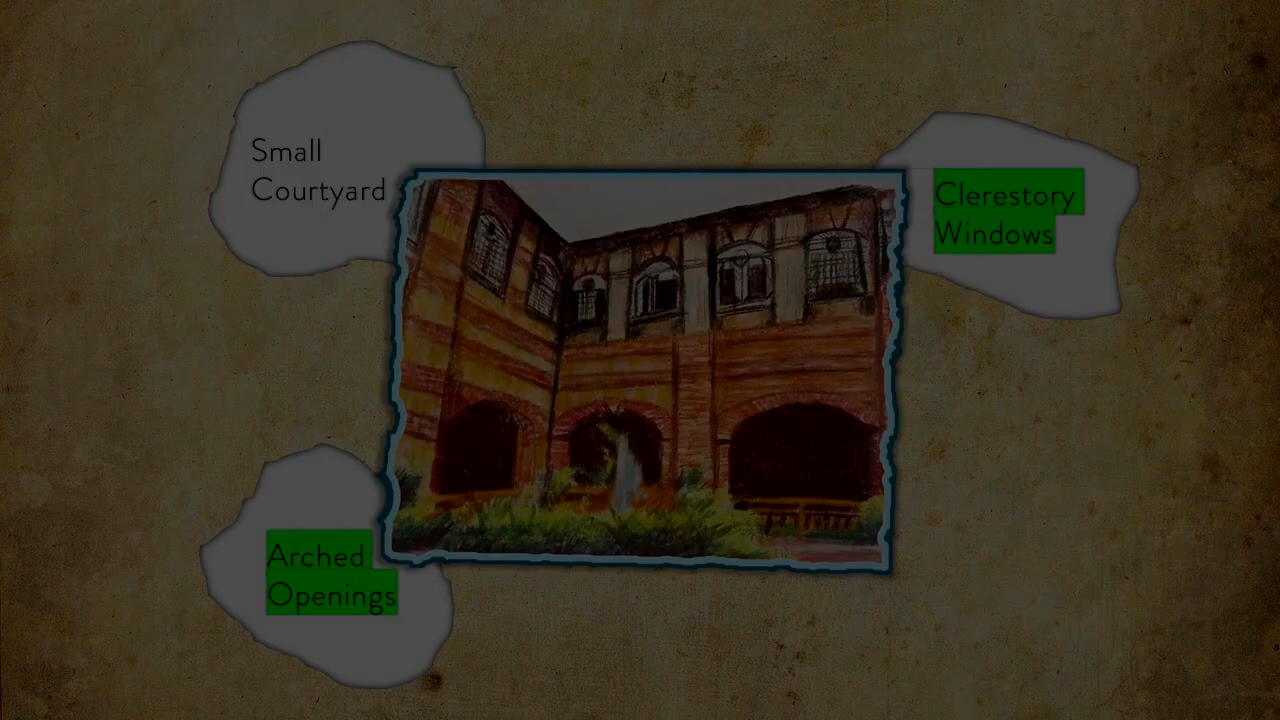 Small
Courtyard
Clerestory
Windows
Arched
Openings